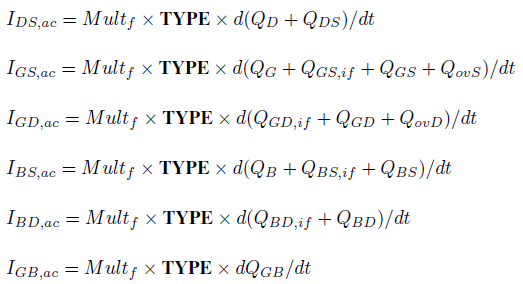 I_{DS,ac} = Mult_f × TYPE × d(Q_D + Q_{DS})/dt
I_{GS,ac} = Mult_f × TYPE × d(Q_G + Q_{GS,if} + Q_{GS} + Q_{ovS})/dt
I_{GD,ac} = Mult_f × TYPE × d(Q_{GD,if} + Q_{GD} + Q_{ovD})/dt
I_{BS,ac} = Mult_f × TYPE × d(Q_B + Q_{BS,if} + Q_{BS})/dt
I_{BD,ac} = Mult_f × TYPE × d(Q_{BD,if} + Q_{BD})/dt
I_{GB,ac} = Mult_f × TYPE × dQ_{GB}/dt